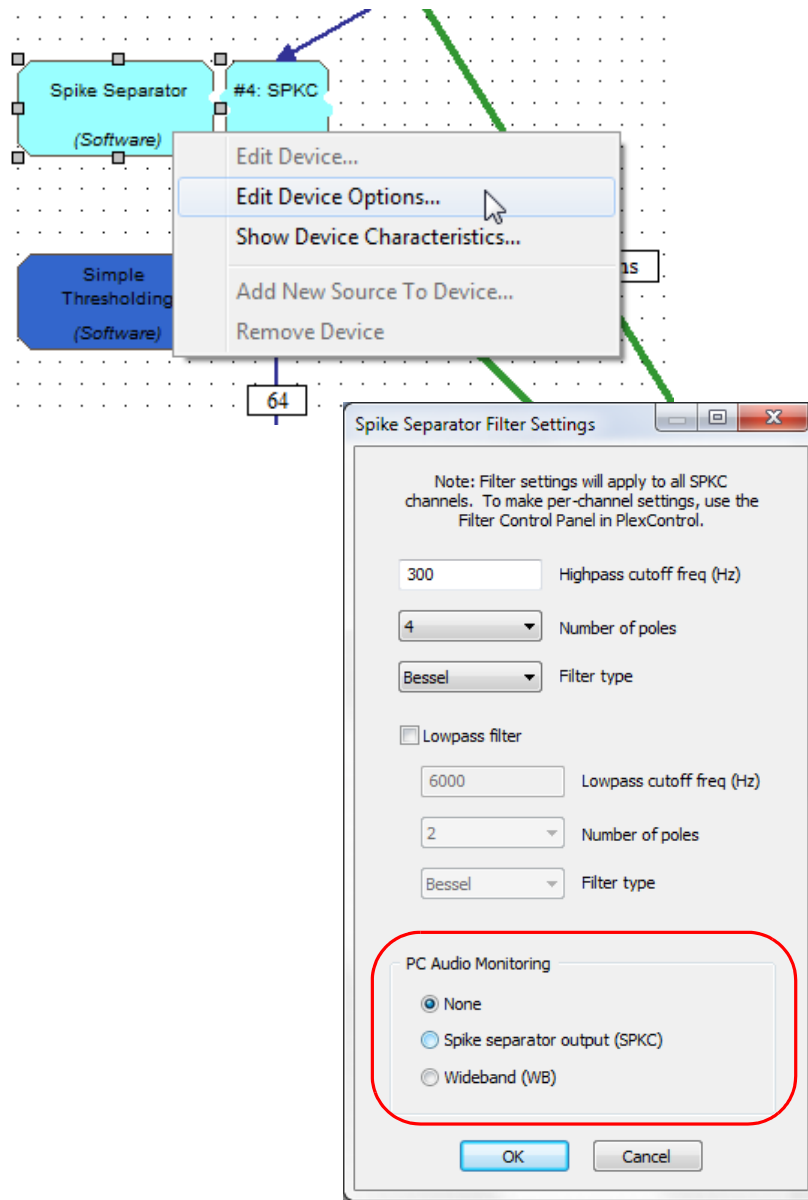 Spike Separator
(Software)
#4: SPKC
Edit Device...
Edit Device Options...
Show Device Characteristics...
Add New Source To Device...
Remove Device
Simple
Thresholding
(Software)
64
Spike Separator Filter Settings
Note: Filter settings will apply to all SPKC
channels. To make per-channel settings, use the
Filter Control Panel in PlexControl.
300 Highpass cutoff freq (Hz)
4 Number of poles
Bessel Filter type
Lowpass filter
6000 Lowpass cutoff freq (Hz)
2 Number of poles
Bessel Filter type
PC Audio Monitoring
None
Spike separator output (SPKC)
Wideband (WB)
OK Cancel